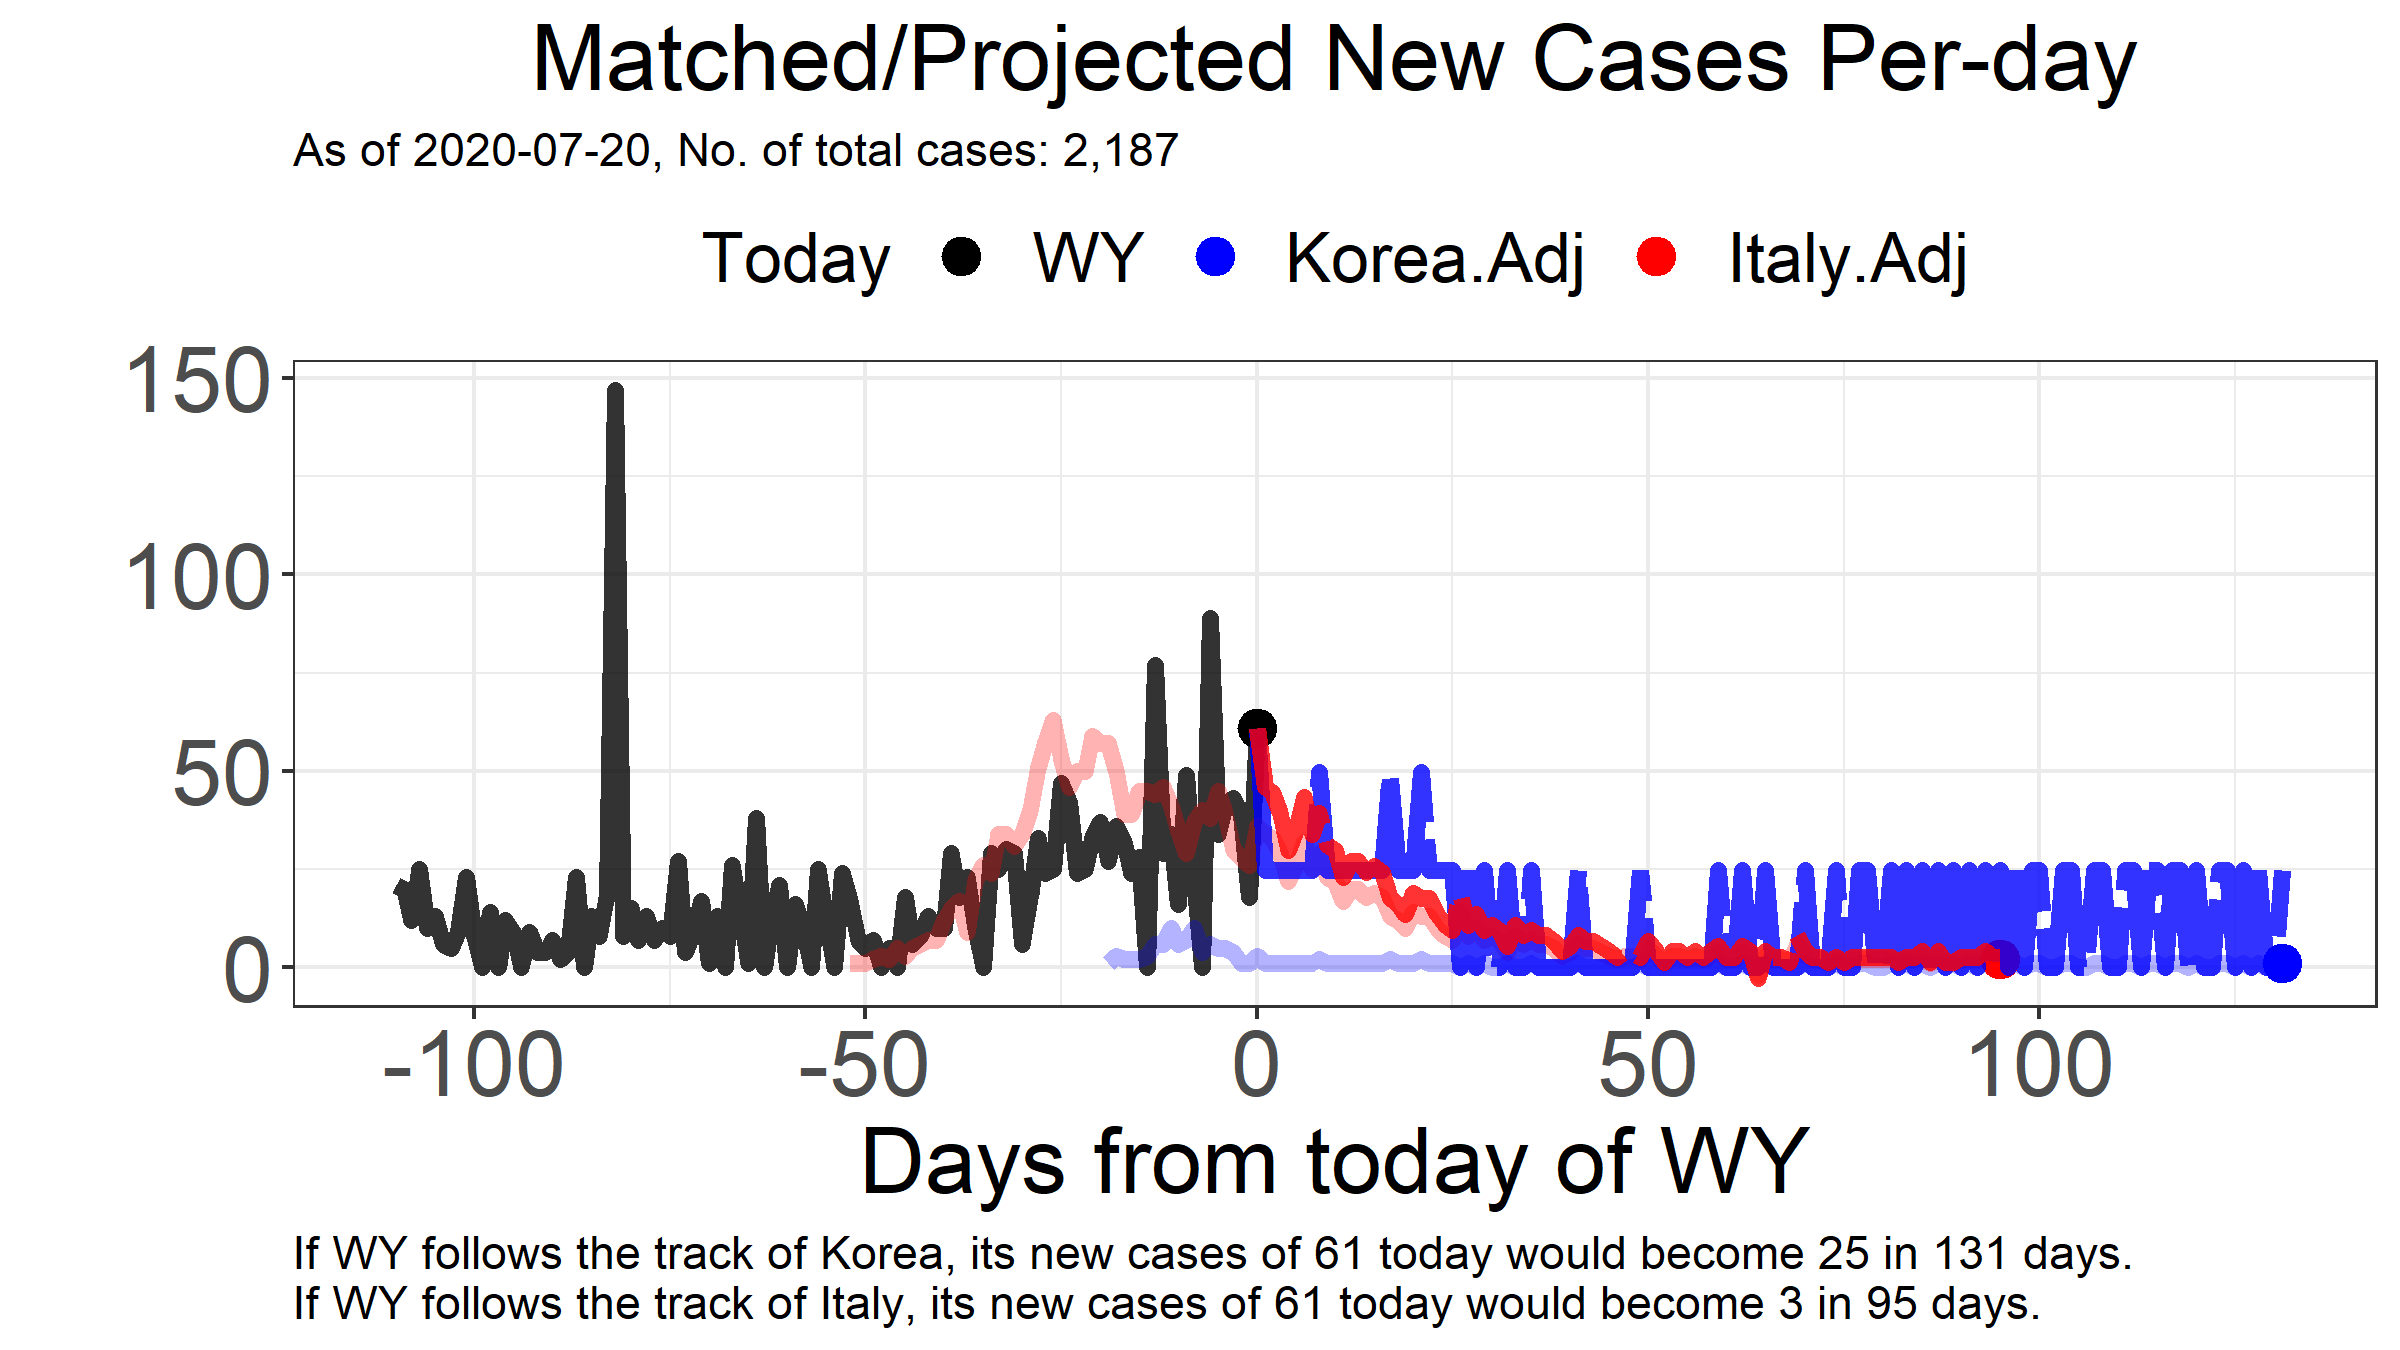 Matched/Projected New Cases Per-day
As of 2020-07-20, No. of total cases: 2,187
Today WY Korea.Adj Italy.Adj
150
100
50
0
-100 -50 0 50 100
Days from today of WY
If WY follows the track of Korea, its new cases of 61 today would become 25 in 131 days.
If WY follows the track of Italy, its new cases of 61 today would become 3 in 95 days.